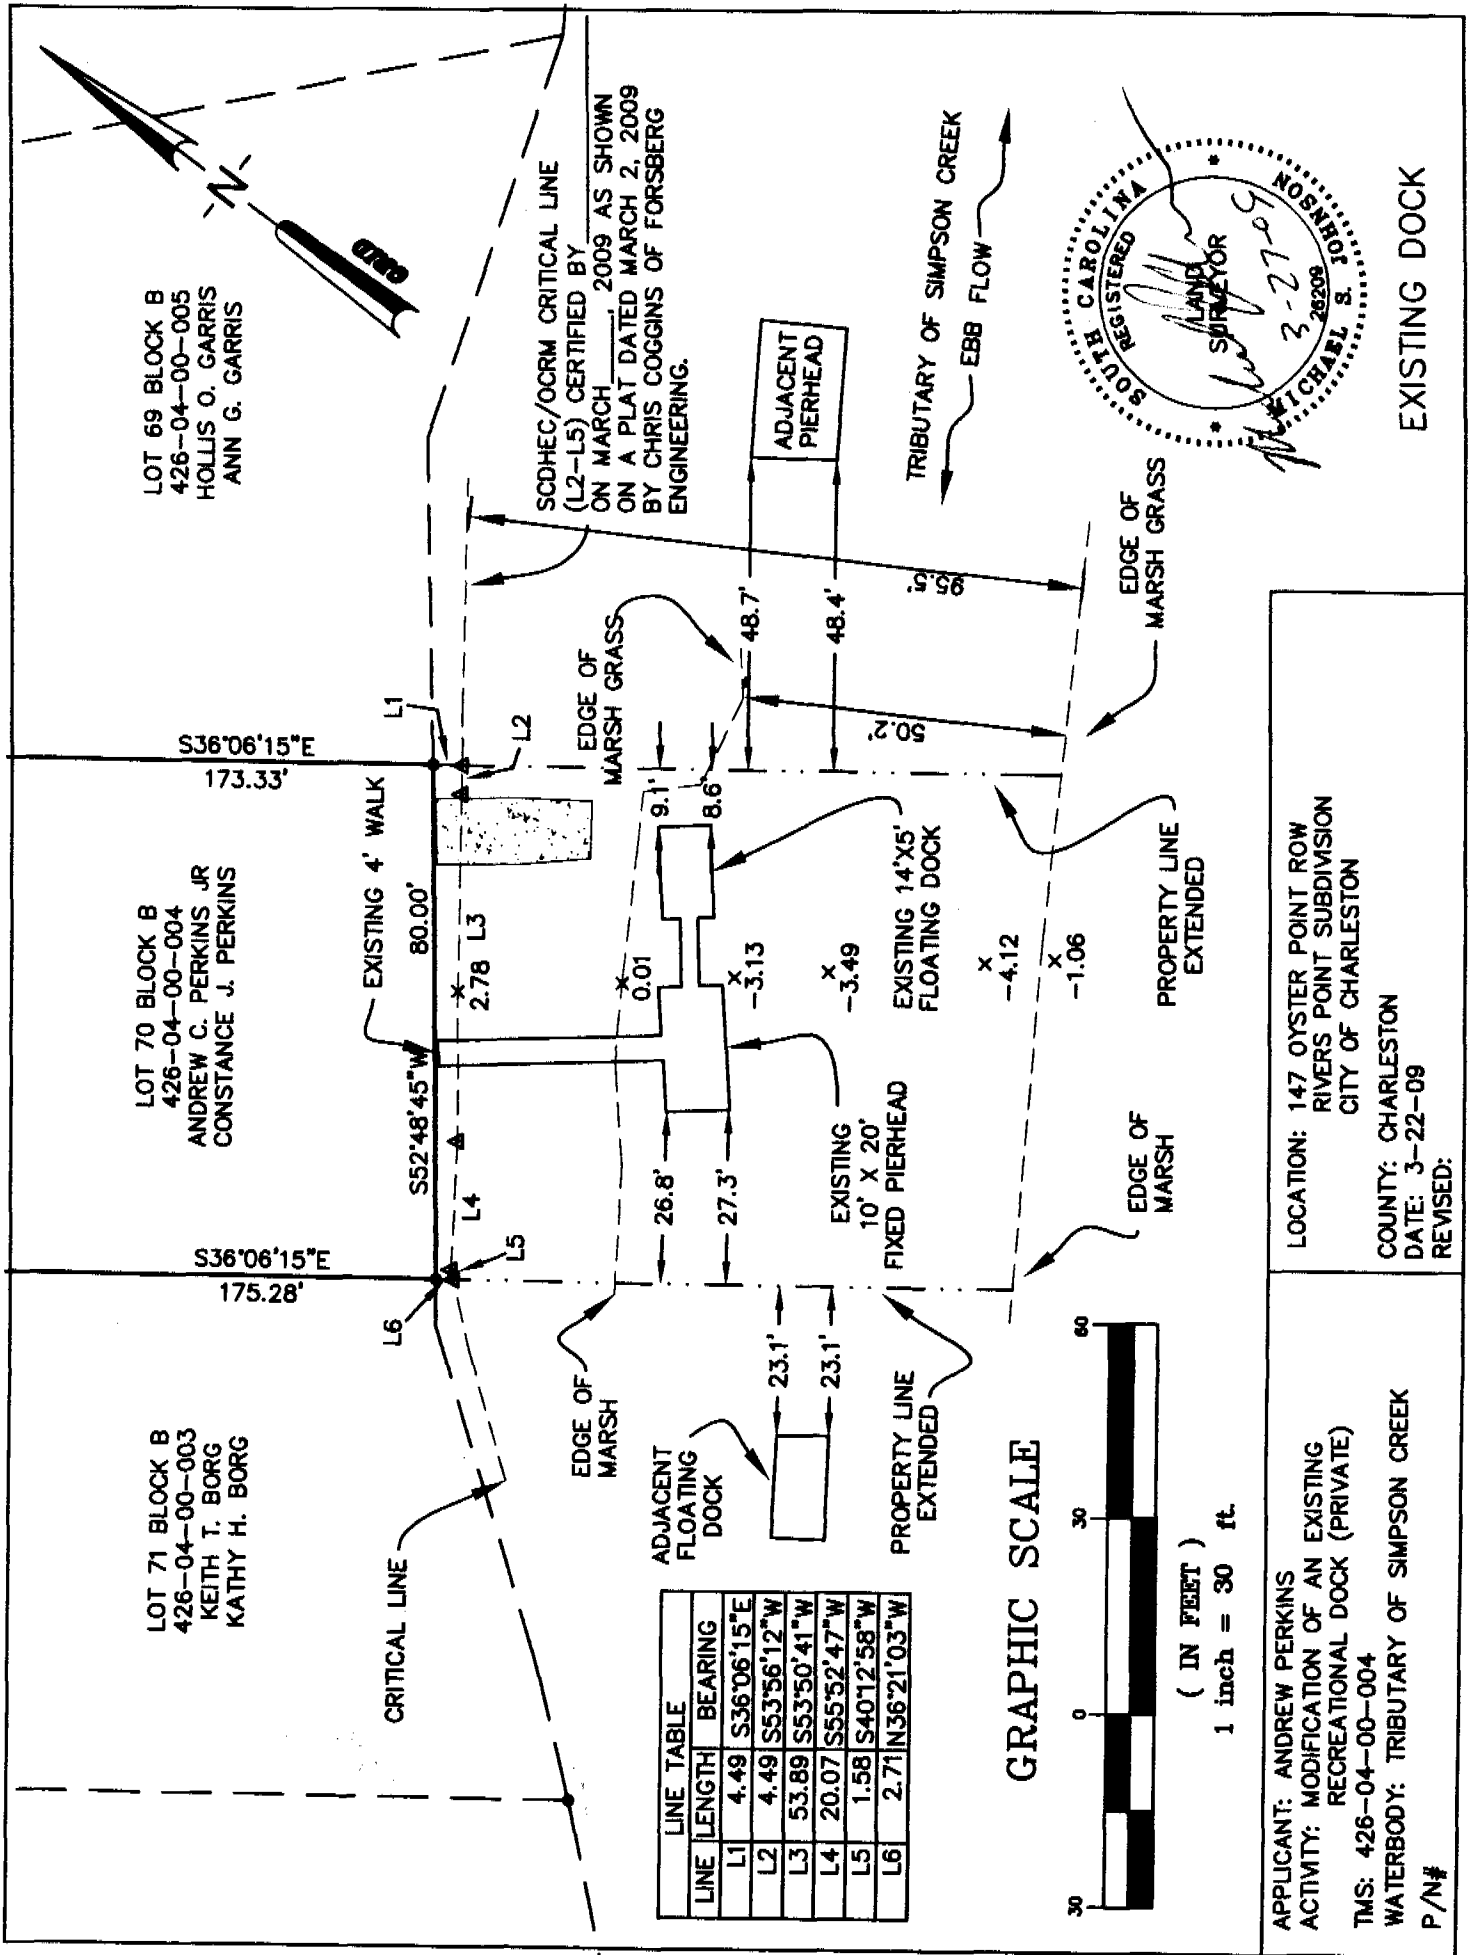 LOT 71 BLOCK B
426-04-00-003
KEITH T. BORG
KATHY H. BORG
LOT 70 BLOCK B
426-04-00-004
ANDREW C. PERKINS JR
CONSTANCE J. PERKINS
LOT 69 BLOCK B
426-04-00-005
HOLLIS O. GARRIS
ANN G. GARRIS
N
GRID
S36°06'15"E
175.28'
S36°06'15"E
173.33'
L6
L1
EXISTING 4' WALK
S52°48'45"W
80.00'
CRITICAL LINE
L5
L4
2.78
L3
L2
SCDHEC/OCRM CRITICAL LINE
(L2-L5) CERTIFIED BY
ON MARCH ____, 2009 AS SHOWN
ON A PLAT DATED MARCH 2, 2009
BY CHRIS COGGINS OF FORSBERG
ENGINEERING.
EDGE OF
MARSH
EDGE OF
MARSH GRASS
0.01
26.8'
27.3'
9.1'
8.6'
-3.13
-3.49
-4.12
-1.06
48.7'
48.4'
ADJACENT
PIERHEAD
95.5'
50.2'
ADJACENT
FLOATING
DOCK
23.1'
23.1'
EXISTING
10' X 20'
FIXED PIERHEAD
EXISTING 14'X5'
FLOATING DOCK
PROPERTY LINE
EXTENDED
PROPERTY LINE
EXTENDED
EDGE OF
MARSH
EDGE OF
MARSH GRASS
TRIBUTARY OF SIMPSON CREEK
EBB FLOW
LINE TABLE
LINE LENGTH BEARING
L1 4.49 S36°06'15"E
L2 4.49 S53°56'12"W
L3 53.89 S53°50'41"W
L4 20.07 S55°52'47"W
L5 1.58 S40°12'58"W
L6 2.71 N36°21'03"W
GRAPHIC SCALE
30 0 30 60
( IN FEET )
1 inch = 30 ft.
SOUTH CAROLINA
REGISTERED
LAND
SURVEYOR
3-27-09
26209
MICHAEL S. JOHNSON
EXISTING DOCK
APPLICANT: ANDREW PERKINS
ACTIVITY: MODIFICATION OF AN EXISTING
RECREATIONAL DOCK (PRIVATE)
TMS: 426-04-00-004
WATERBODY: TRIBUTARY OF SIMPSON CREEK
P/N#
LOCATION: 147 OYSTER POINT ROW
RIVERS POINT SUBDIVISION
CITY OF CHARLESTON
COUNTY: CHARLESTON
DATE: 3-22-09
REVISED: